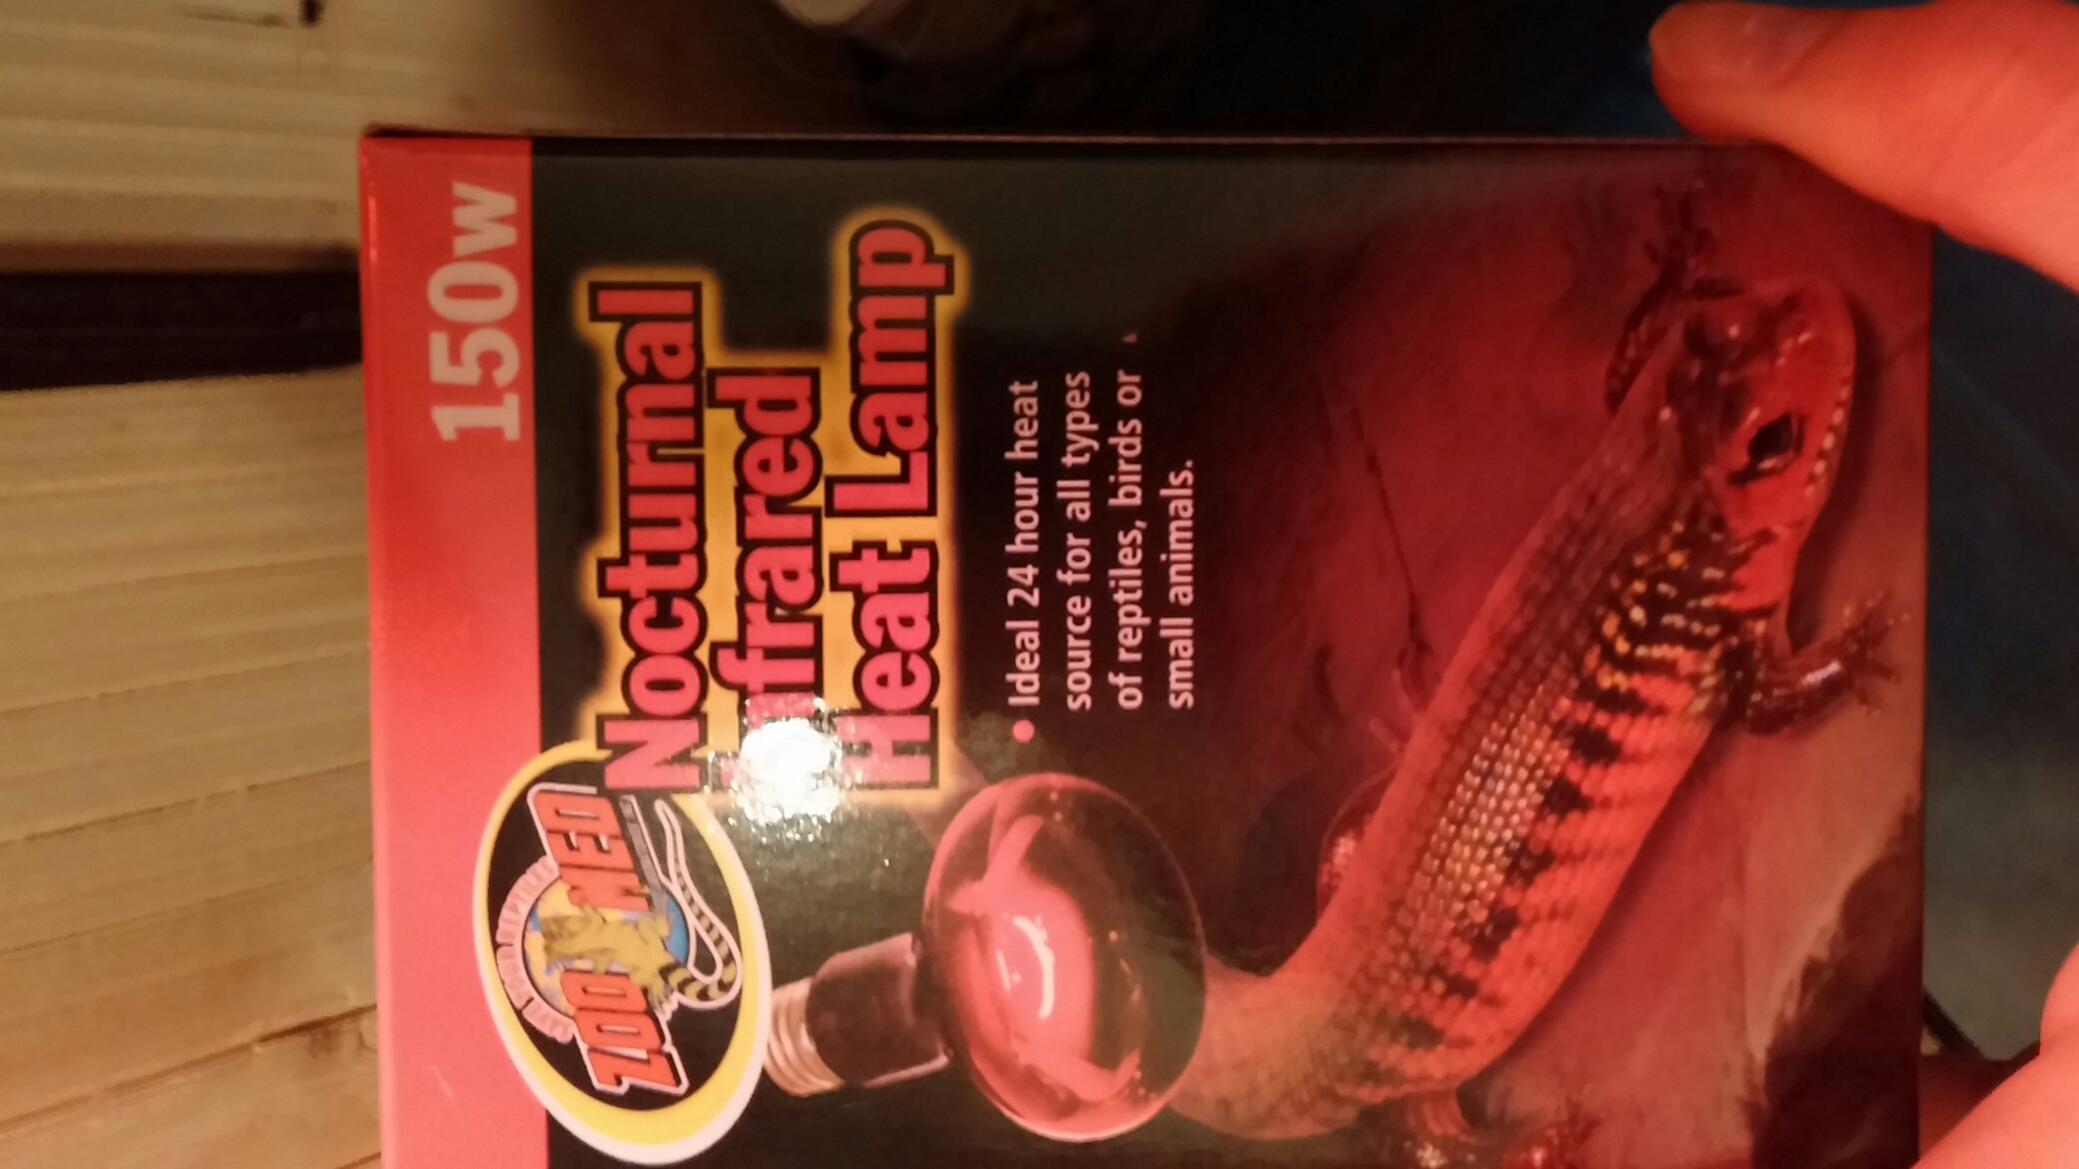 150w
ZOO MED
Nocturnal
Infrared
Heat Lamp
• Ideal 24 hour heat
source for all types
of reptiles, birds or
small animals.